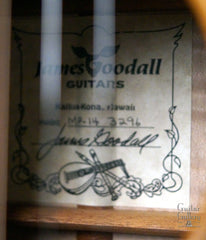 James Goodall
GUITARS
Kailua-Kona, Hawaii
MR-14 3296
James Goodall
Guitar
Gallery